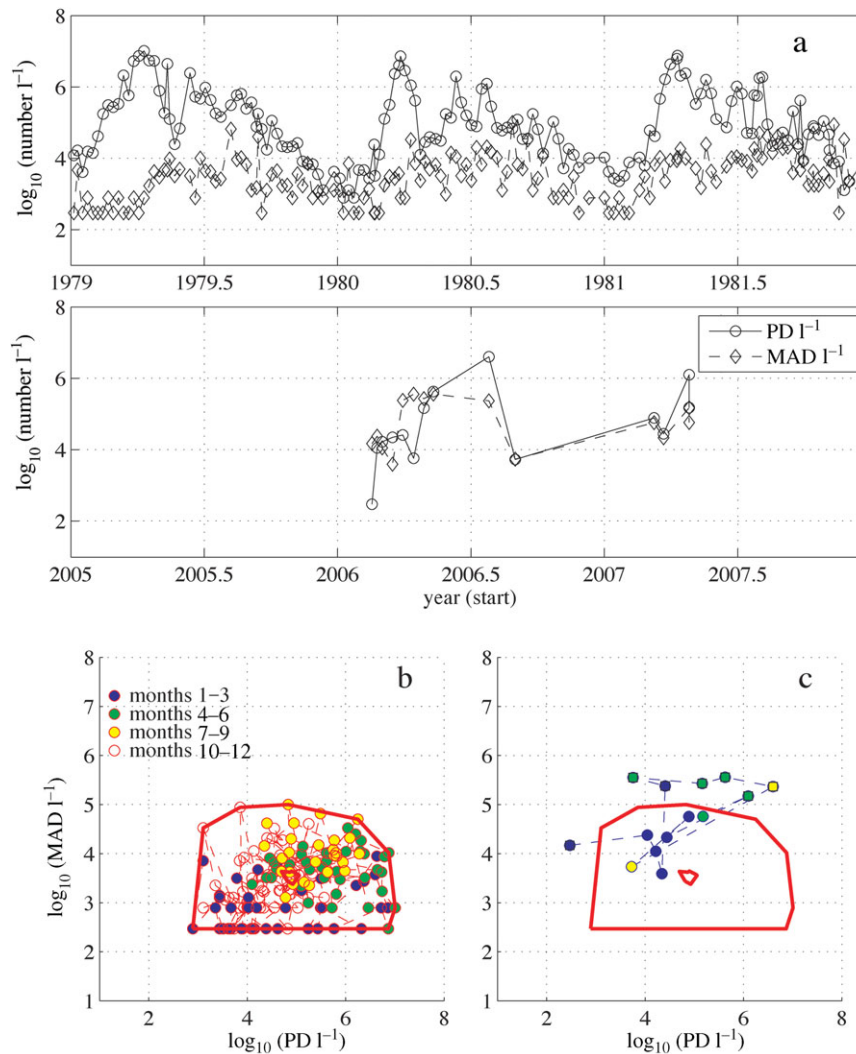 a
8
6
4
2
log10 (number l−1)
1979 1979.5 1980 1980.5 1981 1981.5
8
6
4
2
log10 (number l−1)
PD l−1
MAD l−1
2005 2005.5 2006 2006.5 2007 2007.5
year (start)
b
8
7
6
5
4
3
2
1
log10 (MAD l−1)
months 1–3
months 4–6
months 7–9
months 10–12
2 4 6 8
log10 (PD l−1)
c
8
7
6
5
4
3
2
1
2 4 6 8
log10 (PD l−1)